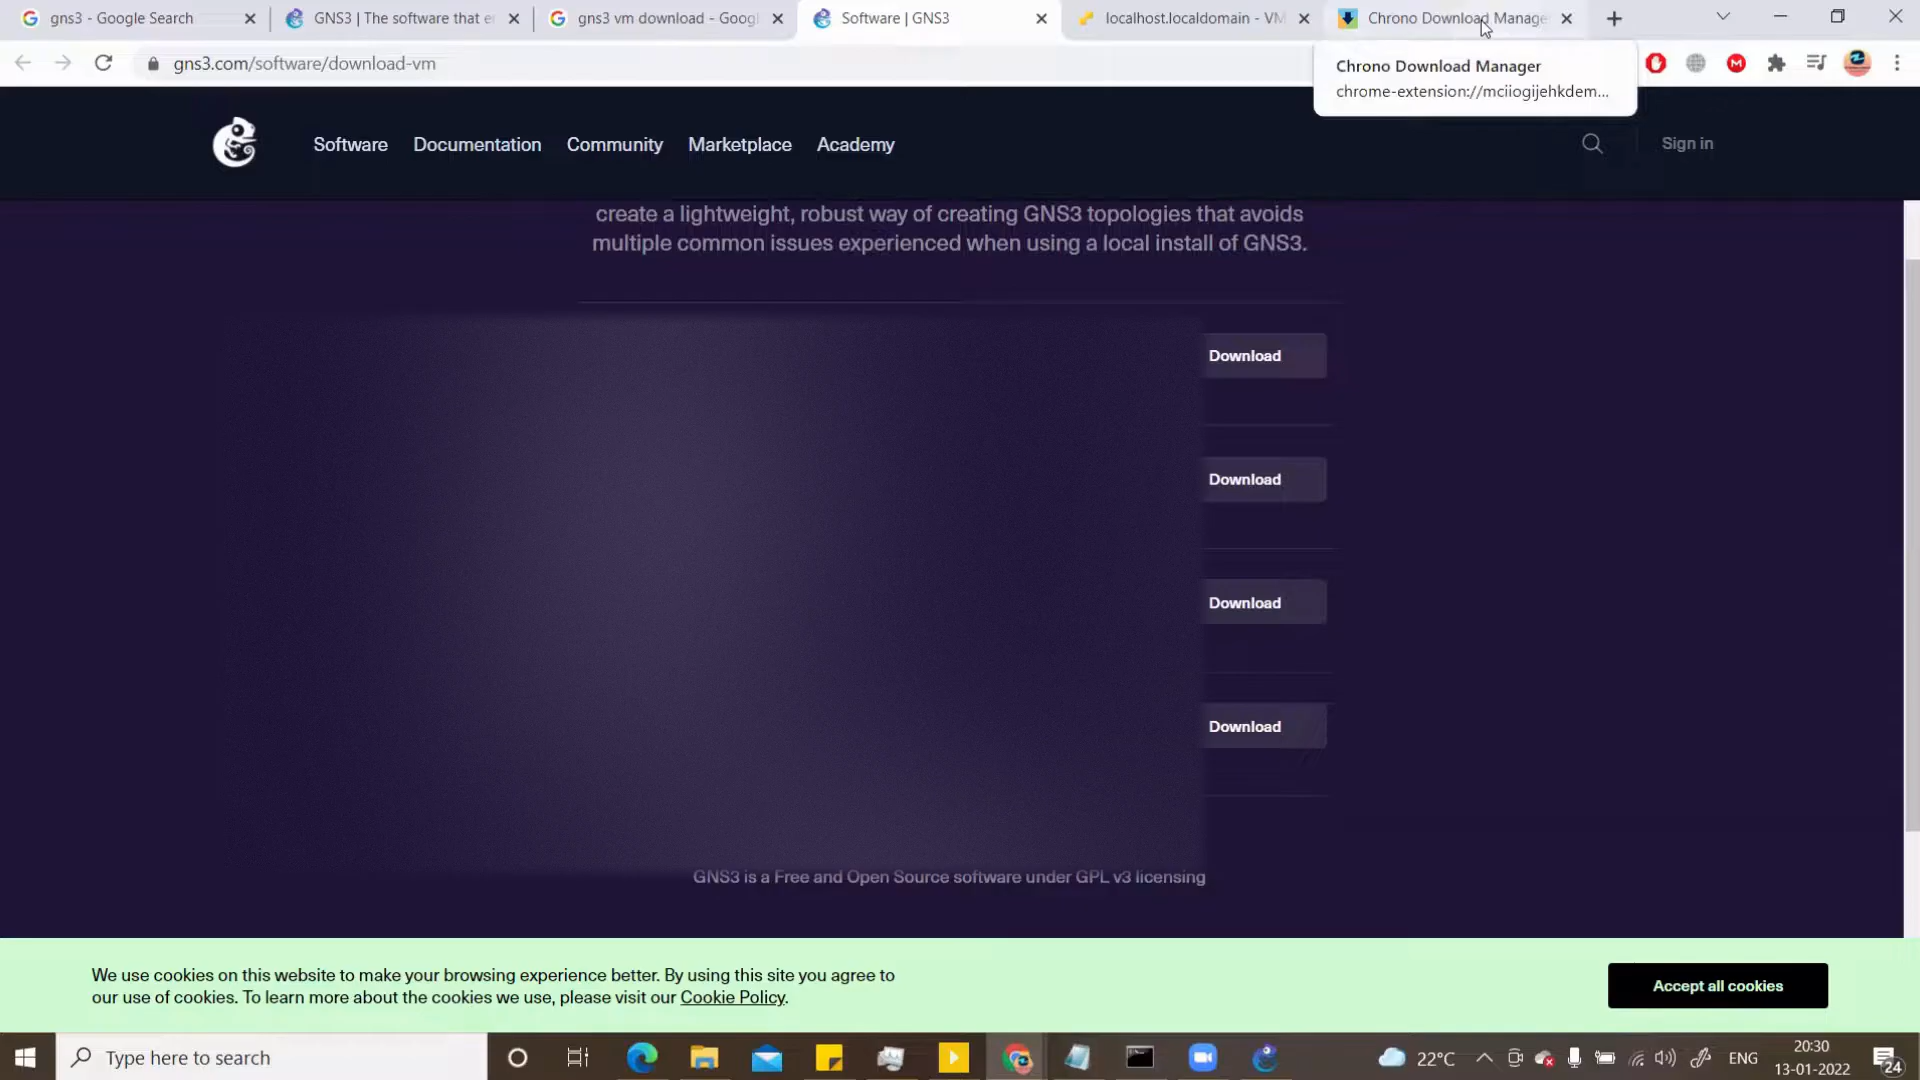 gns3 - Google Search
GNS3 | The software that e
gns3 vm download - Goog
Software | GNS3
localhost.localdomain - VM
Chrono Download Manage
gns3.com/software/download-vm
Chrono Download Manager
chrome-extension://mciiogijehkdem...
Software
Documentation
Community
Marketplace
Academy
Sign in
create a lightweight, robust way of creating GNS3 topologies that avoids
multiple common issues experienced when using a local install of GNS3.
Download
Download
Download
Download
GNS3 is a Free and Open Source software under GPL v3 licensing
We use cookies on this website to make your browsing experience better. By using this site you agree to
our use of cookies. To learn more about the cookies we use, please visit our Cookie Policy.
Accept all cookies
Type here to search
22°C
ENG
20:30
13-01-2022
24